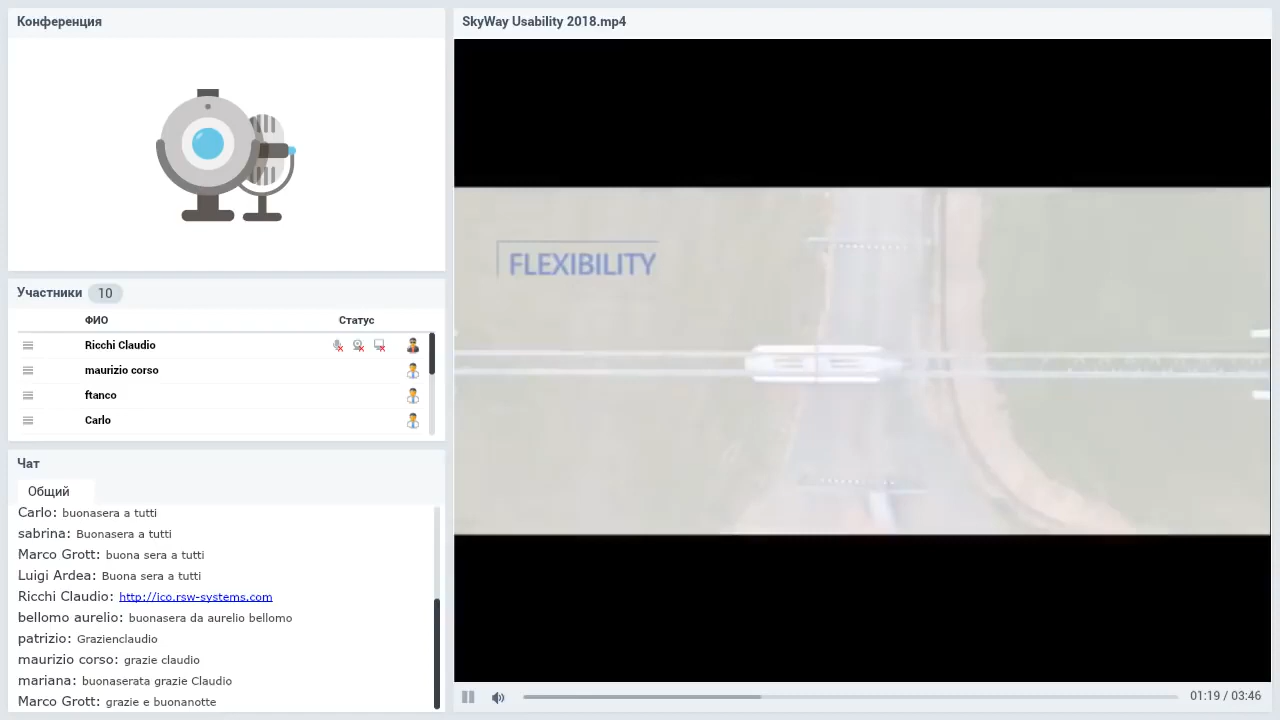 Конференция
SkyWay Usability 2018.mp4
FLEXIBILITY
Участники 10
ФИО Статус
Ricchi Claudio
maurizio corso
ftanco
Carlo
Чат
Общий
Carlo: buonasera a tutti
sabrina: Buonasera a tutti
Marco Grott: buona sera a tutti
Luigi Ardea: Buona sera a tutti
Ricchi Claudio: http://ico.rsw-systems.com
bellomo aurelio: buonasera da aurelio bellomo
patrizio: Grazienclaudio
maurizio corso: grazie claudio
mariana: buonaserata grazie Claudio
Marco Grott: grazie e buonanotte
01:19 / 03:46